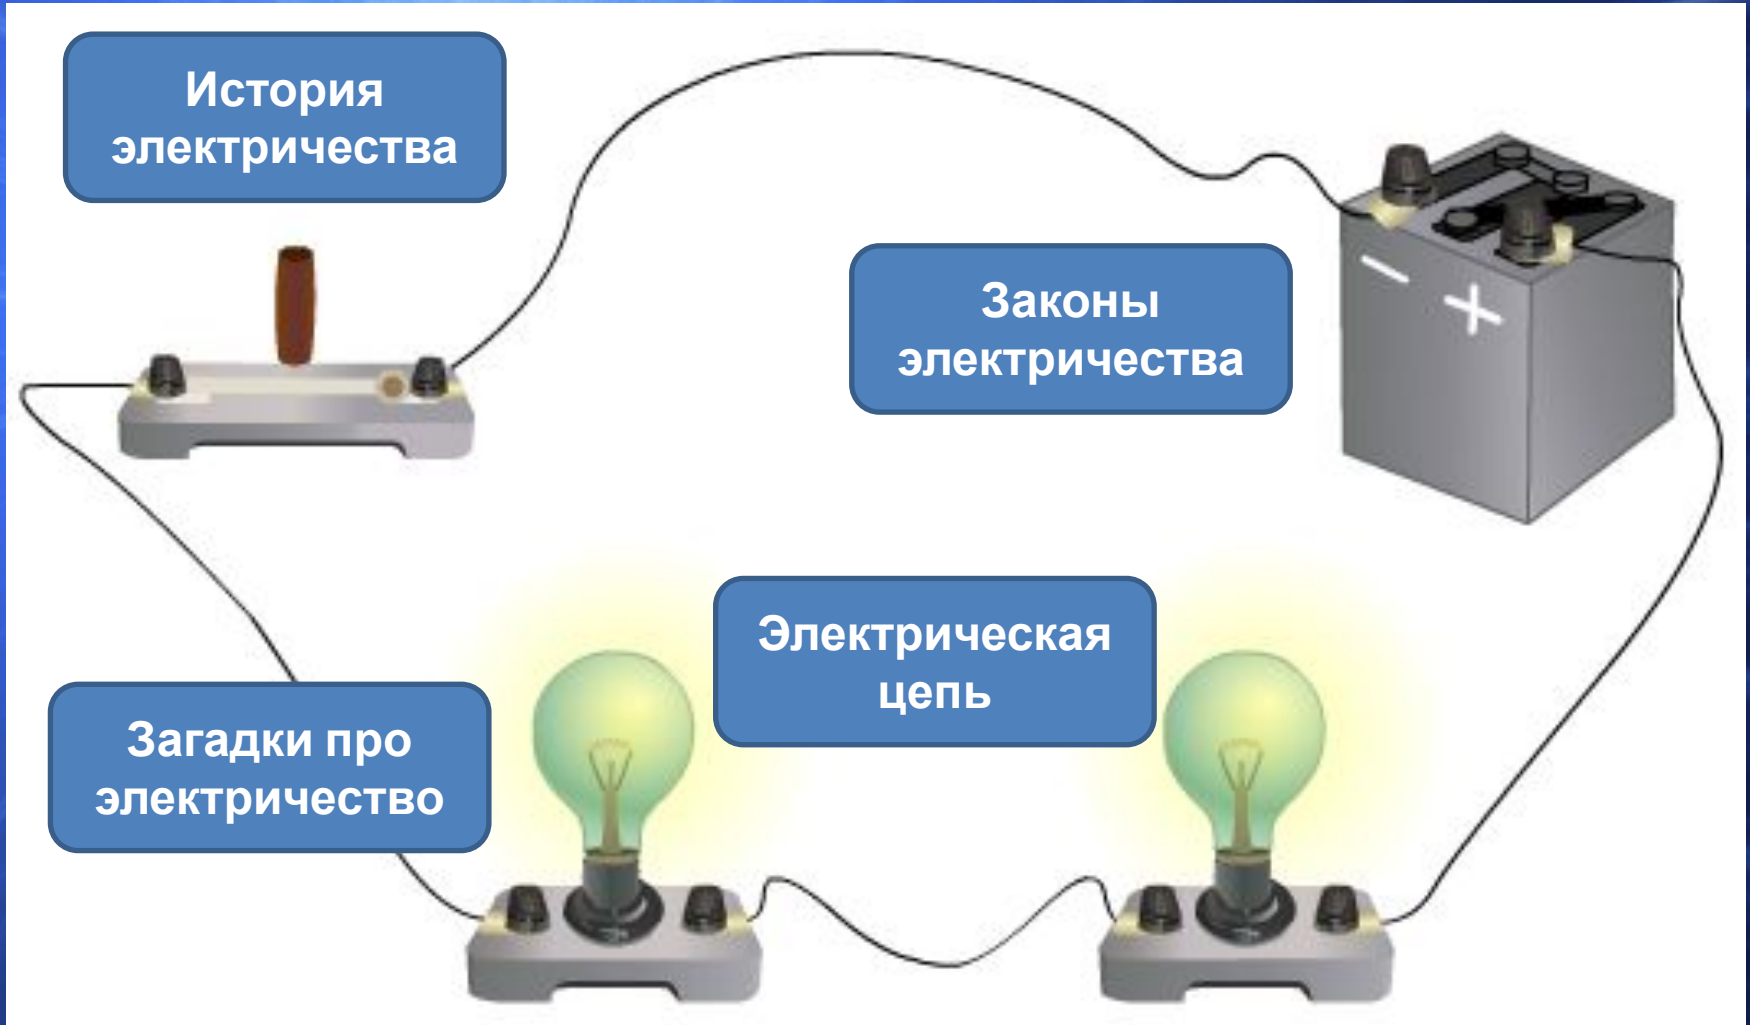 История
электричества
Законы
электричества
− +
Электрическая
цепь
Загадки про
электричество